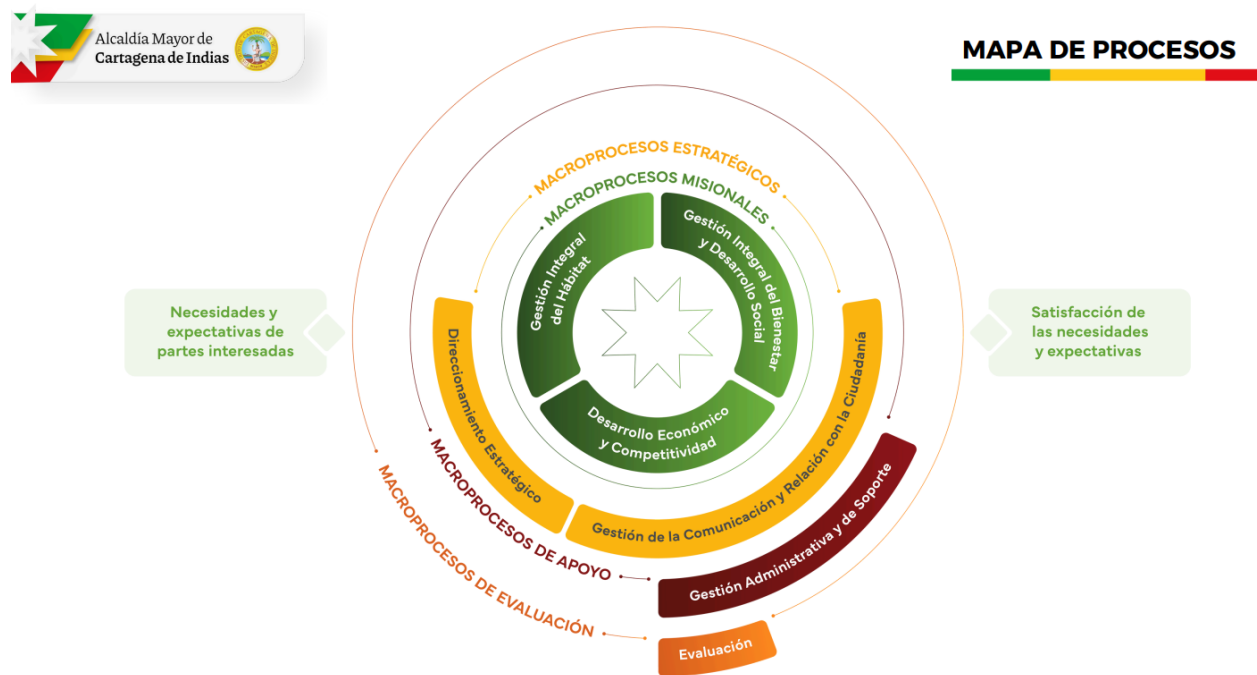 Alcaldía Mayor de
Cartagena de Indias
MAPA DE PROCESOS
MACROPROCESOS ESTRATÉGICOS
MACROPROCESOS MISIONALES
Gestión Integral
del Hábitat
Gestión Integral del Bienestar
y Desarrollo Social
Desarrollo Económico
y Competitividad
Necesidades y
expectativas de
partes interesadas
Satisfacción de
las necesidades
y expectativas
Direccionamiento Estratégico
Gestión de la Comunicación y Relación con la Ciudadanía
MACROPROCESOS DE APOYO
Gestión Administrativa y de Soporte
MACROPROCESOS DE EVALUACIÓN
Evaluación